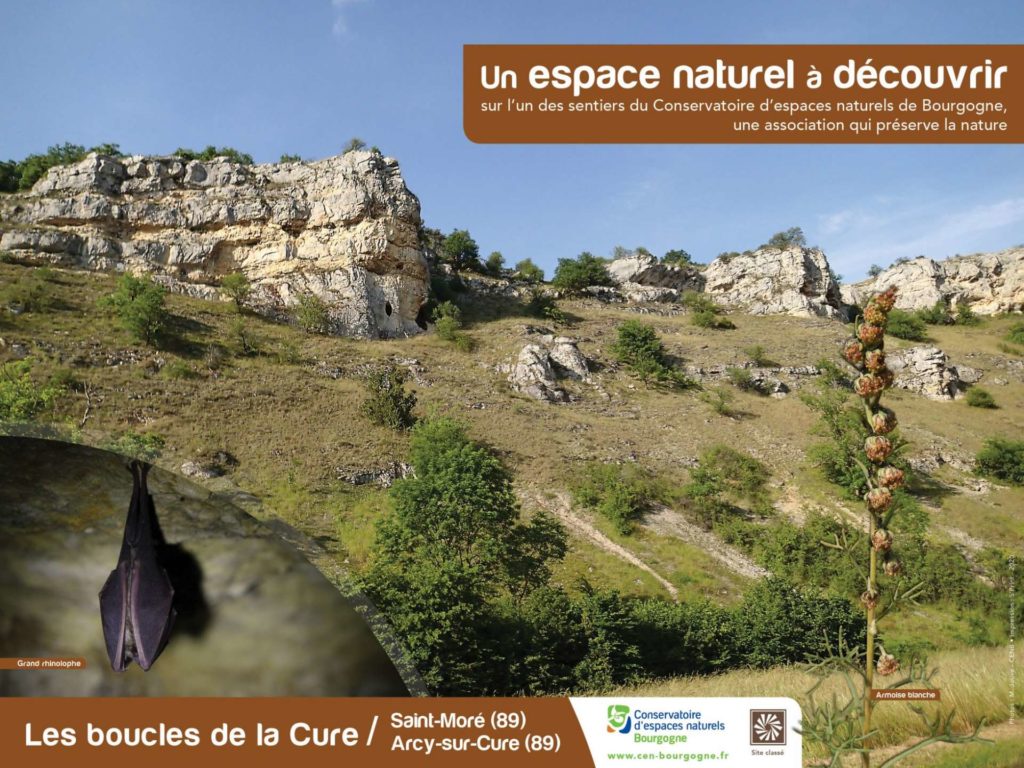 Un espace naturel à découvrir
sur l'un des sentiers du Conservatoire d'espaces naturels de Bourgogne,
une association qui préserve la nature
Grand rhinolophe
Armoise blanche
Les boucles de la Cure /
Saint-Moré (89)
Arcy-sur-Cure (89)
Conservatoire
d'espaces naturels
Bourgogne
www.cen-bourgogne.fr
Site classé